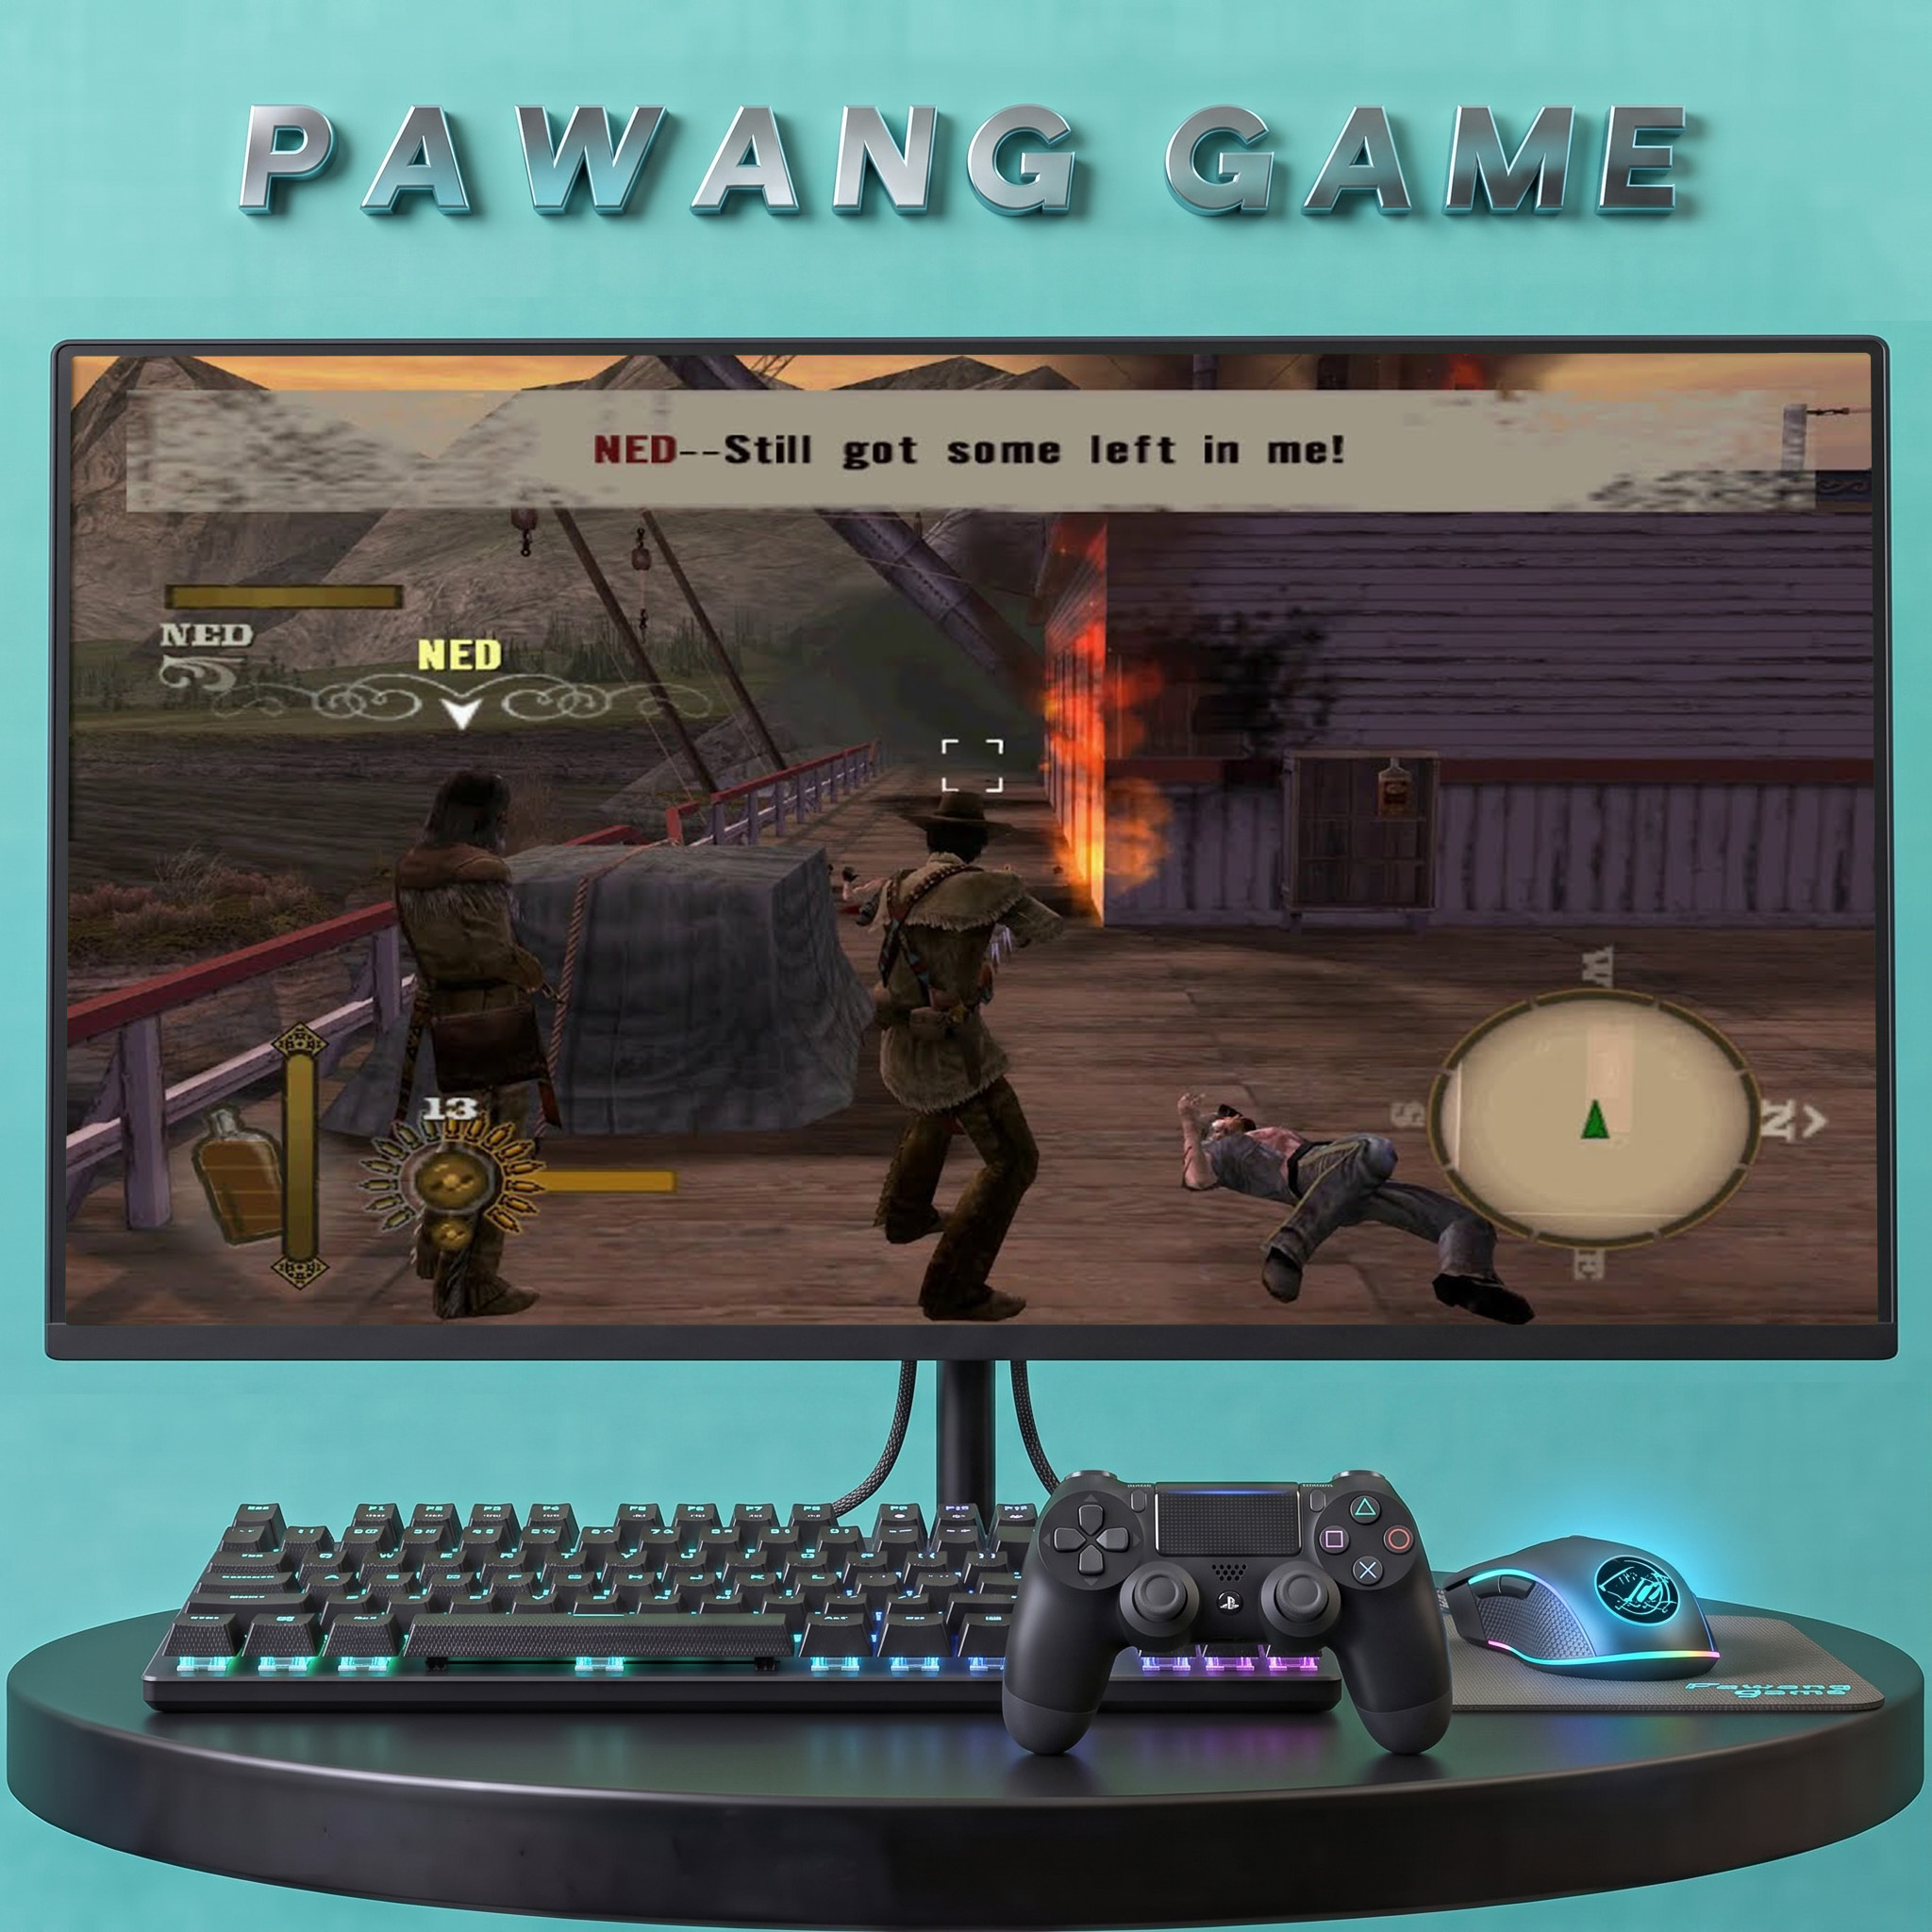 PAWANG GAME
NED--Still got some left in me!
NED
NED
13
W
S
N>
E
Pawang
game